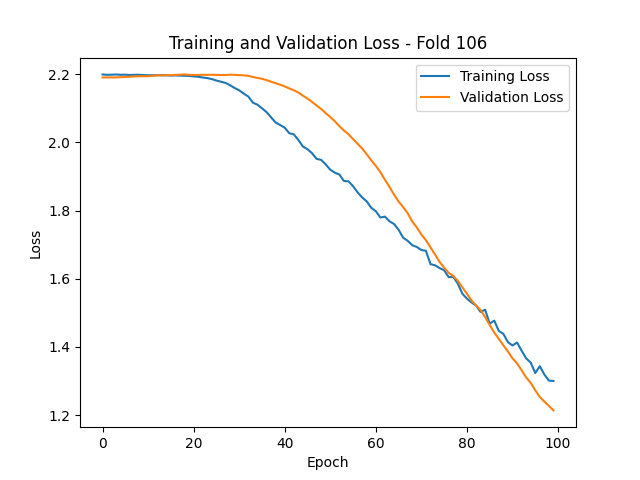 Training and Validation Loss - Fold 106
Training Loss
Validation Loss
2.2
2.0
1.8
1.6
1.4
1.2
Loss
0 20 40 60 80 100
Epoch